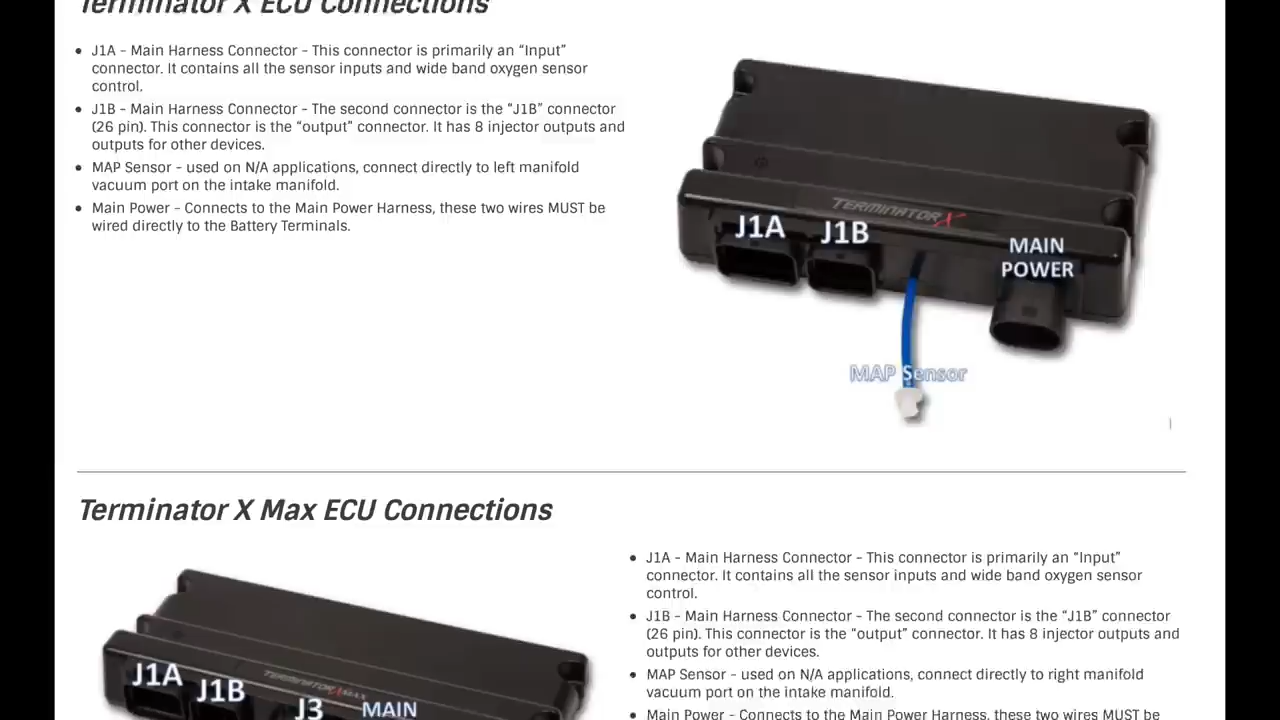 Terminator X ECU Connections
• J1A - Main Harness Connector - This connector is primarily an “Input”
connector. It contains all the sensor inputs and wide band oxygen sensor
control.
• J1B - Main Harness Connector - The second connector is the “J1B” connector
(26 pin). This connector is the “output” connector. It has 8 injector outputs and
outputs for other devices.
• MAP Sensor - used on N/A applications, connect directly to left manifold
vacuum port on the intake manifold.
• Main Power - Connects to the Main Power Harness, these two wires MUST be
wired directly to the Battery Terminals.
TERMINATOR X
J1A
J1B
MAIN
POWER
MAP Sensor
Terminator X Max ECU Connections
J1A
J1B
TERMINATOR X MAX
J3
MAIN
• J1A - Main Harness Connector - This connector is primarily an “Input”
connector. It contains all the sensor inputs and wide band oxygen sensor
control.
• J1B - Main Harness Connector - The second connector is the “J1B” connector
(26 pin). This connector is the “output” connector. It has 8 injector outputs and
outputs for other devices.
• MAP Sensor - used on N/A applications, connect directly to right manifold
vacuum port on the intake manifold.
• Main Power - Connects to the Main Power Harness, these two wires MUST be